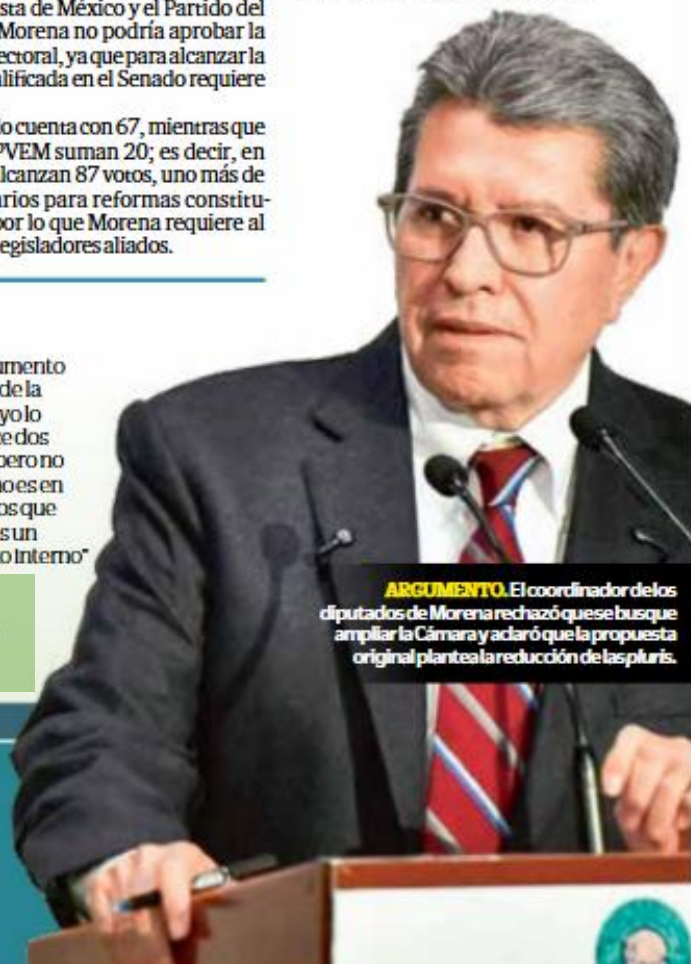 sta de México y el Partido del
Morena no podría aprobar la
ectoral, ya que para alcanzar la
alificada en el Senado requiere
lo cuenta con 67, mientras que
PVEM suman 20; es decir, en
lcanzan 87 votos, uno más de
arios para reformas constitu-
por lo que Morena requiere al
egisladores aliados.
umento
de la
yo lo
e dos
pero no
no es en
os que
s un
o interno"
ARGUMENTO. El coordinador de los
diputados de Morena rechazó que se busque
ampliar la Cámara y aclaró que la propuesta
original plantea la reducción de las pluris.